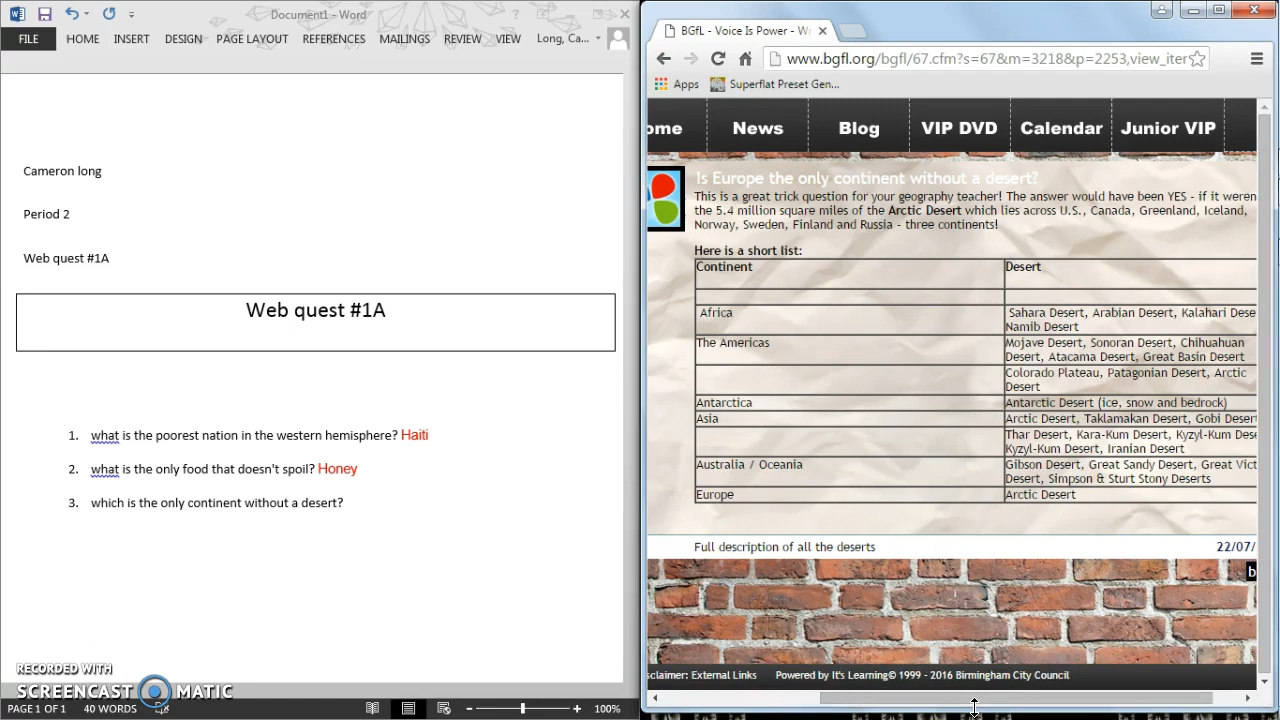 Document1 - Word
FILE HOME INSERT DESIGN PAGE LAYOUT REFERENCES MAILINGS REVIEW VIEW Long, Ca...
Cameron long
Period 2
Web quest #1A
Web quest #1A
1. what is the poorest nation in the western hemisphere? Haiti
2. what is the only food that doesn't spoil? Honey
3. which is the only continent without a desert?
RECORDED WITH
SCREENCAST MATIC
PAGE 1 OF 1 40 WORDS 100%
BGfL - Voice Is Power - W
www.bgfl.org/bgfl/67.cfm?s=67&m=3218&p=2253,view_iter
Apps Superflat Preset Gen...
ome News Blog VIP DVD Calendar Junior VIP
Is Europe the only continent without a desert?
This is a great trick question for your geography teacher! The answer would have been YES - if it weren
the 5.4 million square miles of the Arctic Desert which lies across U.S., Canada, Greenland, Iceland,
Norway, Sweden, Finland and Russia - three continents!
Here is a short list:
Continent Desert
Africa Sahara Desert, Arabian Desert, Kalahari Dese
Namib Desert
The Americas Mojave Desert, Sonoran Desert, Chihuahuan
Desert, Atacama Desert, Great Basin Desert
Colorado Plateau, Patagonian Desert, Arctic
Desert
Antarctica Antarctic Desert (ice, snow and bedrock)
Asia Arctic Desert, Taklamakan Desert, Gobi Desert
Thar Desert, Kara-Kum Desert, Kyzyl-Kum Dese
Kyzyl-Kum Desert, Iranian Desert
Australia / Oceania Gibson Desert, Great Sandy Desert, Great Vict
Desert, Simpson & Sturt Stony Deserts
Europe Arctic Desert
Full description of all the deserts 22/07/
b
sclaimer: External Links Powered by It's Learning© 1999 - 2016 Birmingham City Council